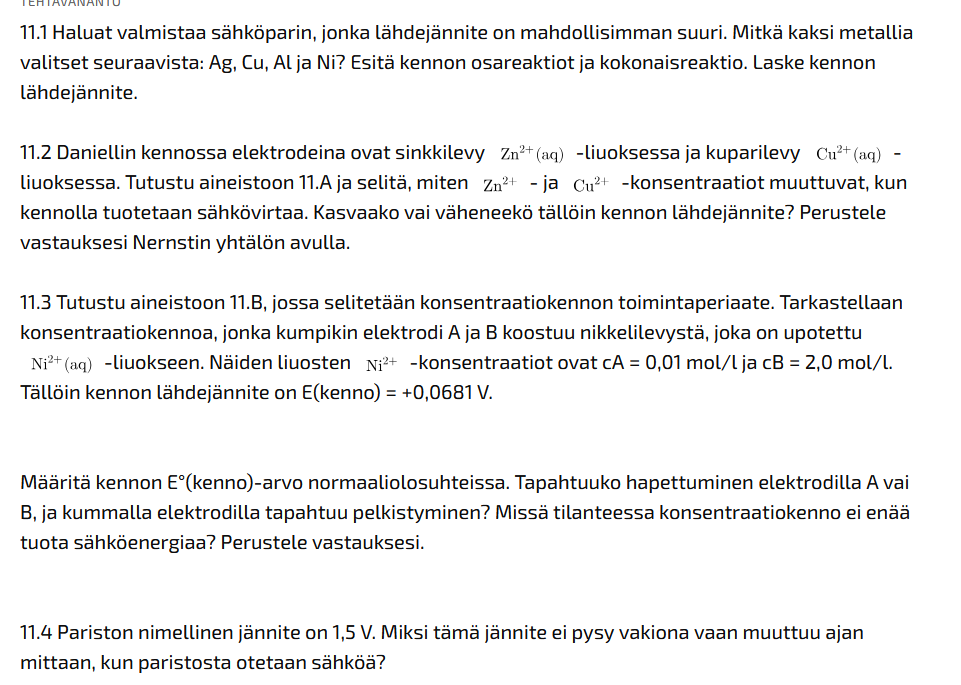 TEHTÄVÄNANTO
11.1 Haluat valmistaa sähköparin, jonka lähdejännite on mahdollisimman suuri. Mitkä kaksi metallia
valitset seuraavista: Ag, Cu, Al ja Ni? Esitä kennon osareaktiot ja kokonaisreaktio. Laske kennon
lähdejännite.
11.2 Daniellin kennossa elektrodeina ovat sinkkilevy Zn²⁺(aq) -liuoksessa ja kuparilevy Cu²⁺(aq) -
liuoksessa. Tutustu aineistoon 11.A ja selitä, miten Zn²⁺ - ja Cu²⁺ -konsentraatiot muuttuvat, kun
kennolla tuotetaan sähkövirtaa. Kasvaako vai väheneekö tällöin kennon lähdejännite? Perustele
vastauksesi Nernstin yhtälön avulla.
11.3 Tutustu aineistoon 11.B, jossa selitetään konsentraatiokennon toimintaperiaate. Tarkastellaan
konsentraatiokennoa, jonka kumpikin elektrodi A ja B koostuu nikkelilevystä, joka on upotettu
Ni²⁺(aq) -liuokseen. Näiden liuosten Ni²⁺ -konsentraatiot ovat cA = 0,01 mol/l ja cB = 2,0 mol/l.
Tällöin kennon lähdejännite on E(kenno) = +0,0681 V.
Määritä kennon E°(kenno)-arvo normaaliolosuhteissa. Tapahtuuko hapettuminen elektrodilla A vai
B, ja kummalla elektrodilla tapahtuu pelkistyminen? Missä tilanteessa konsentraatiokenno ei enää
tuota sähköenergiaa? Perustele vastauksesi.
11.4 Pariston nimellinen jännite on 1,5 V. Miksi tämä jännite ei pysy vakiona vaan muuttuu ajan
mittaan, kun paristosta otetaan sähköä?